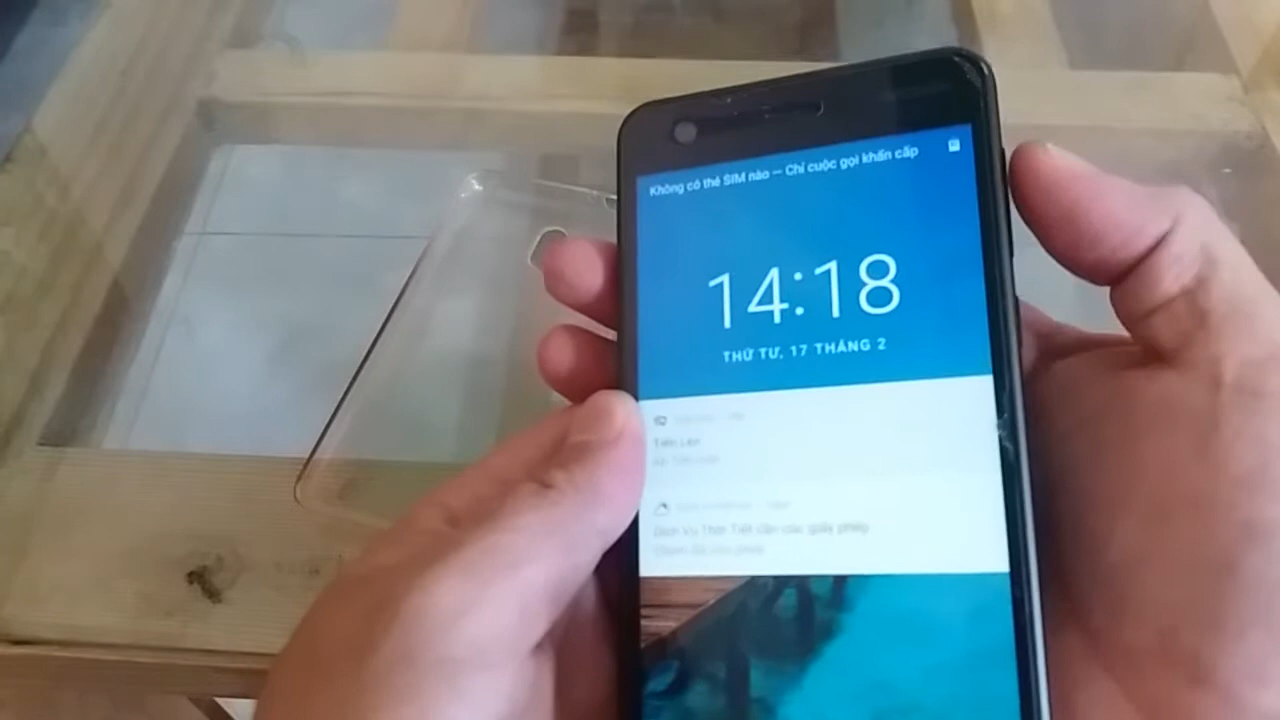 Không có thẻ SIM nào — Chỉ cuộc gọi khẩn cấp
14:18
THỨ TƯ, 17 THÁNG 2
Tiến Lên
Dịch Vụ Thời Tiết cần các giấy phép